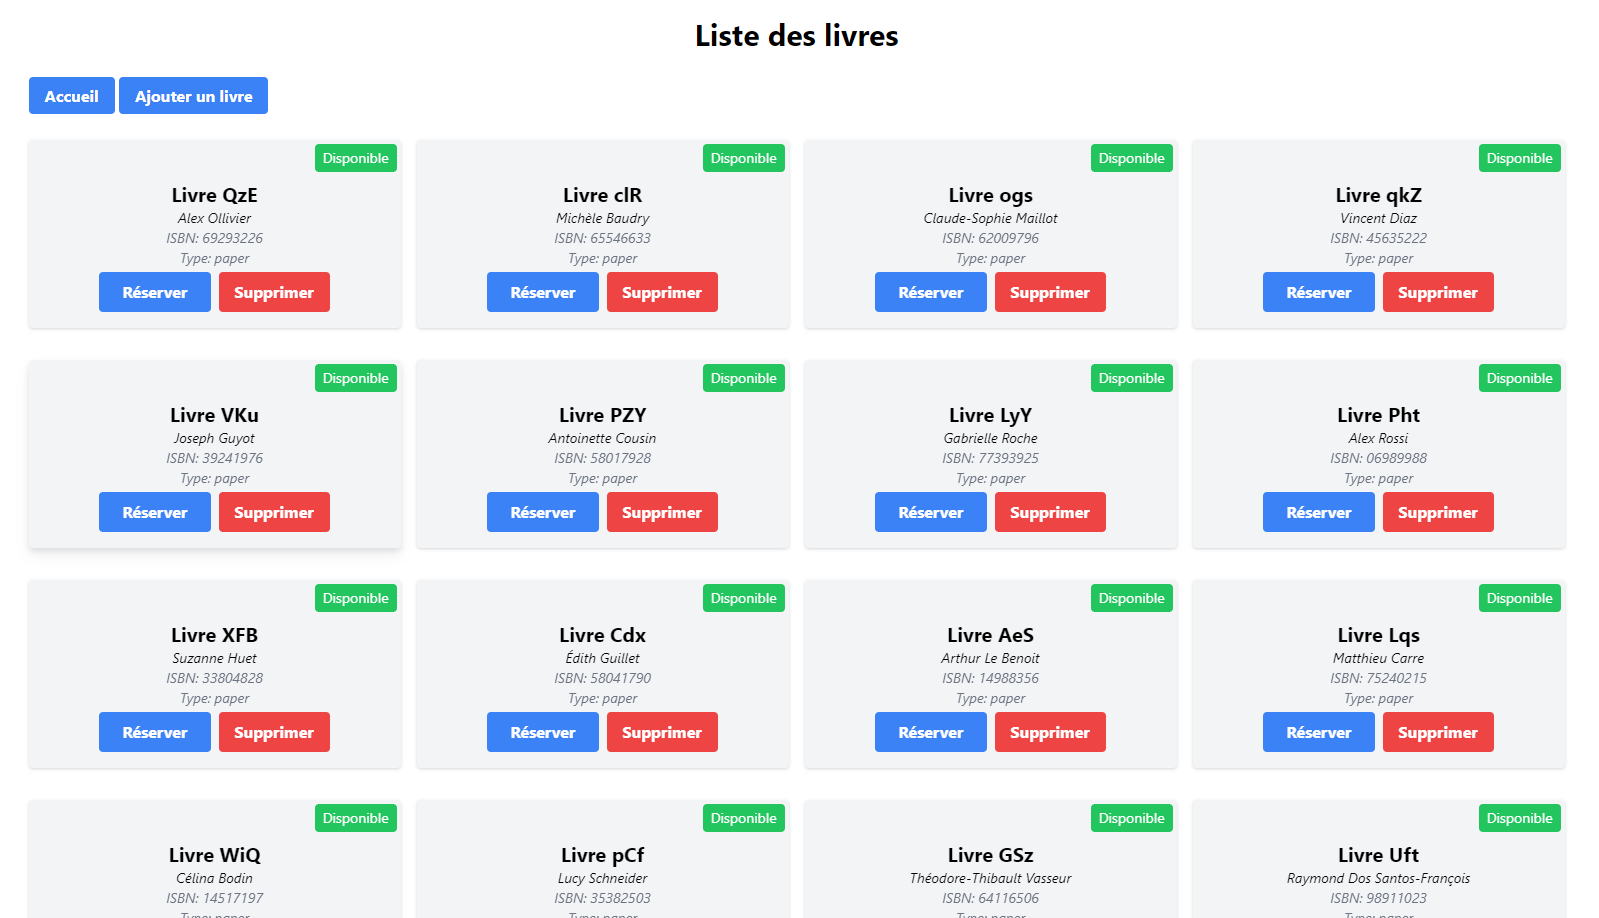 Liste des livres
Accueil
Ajouter un livre
Disponible
Livre QzE
Alex Ollivier
ISBN: 69293226
Type: paper
Réserver
Supprimer
Disponible
Livre clR
Michèle Baudry
ISBN: 65546633
Type: paper
Réserver
Supprimer
Disponible
Livre ogs
Claude-Sophie Maillot
ISBN: 62009796
Type: paper
Réserver
Supprimer
Disponible
Livre qkZ
Vincent Diaz
ISBN: 45635222
Type: paper
Réserver
Supprimer
Disponible
Livre VKu
Joseph Guyot
ISBN: 39241976
Type: paper
Réserver
Supprimer
Disponible
Livre PZY
Antoinette Cousin
ISBN: 58017928
Type: paper
Réserver
Supprimer
Disponible
Livre LyY
Gabrielle Roche
ISBN: 77393925
Type: paper
Réserver
Supprimer
Disponible
Livre Pht
Alex Rossi
ISBN: 06989988
Type: paper
Réserver
Supprimer
Disponible
Livre XFB
Suzanne Huet
ISBN: 33804828
Type: paper
Réserver
Supprimer
Disponible
Livre Cdx
Édith Guillet
ISBN: 58041790
Type: paper
Réserver
Supprimer
Disponible
Livre AeS
Arthur Le Benoit
ISBN: 14988356
Type: paper
Réserver
Supprimer
Disponible
Livre Lqs
Matthieu Carre
ISBN: 75240215
Type: paper
Réserver
Supprimer
Disponible
Livre WiQ
Célina Bodin
ISBN: 14517197
Type: paper
Disponible
Livre pCf
Lucy Schneider
ISBN: 35382503
Type: paper
Disponible
Livre GSz
Théodore-Thibault Vasseur
ISBN: 64116506
Type: paper
Disponible
Livre Uft
Raymond Dos Santos-François
ISBN: 98911023
Type: paper